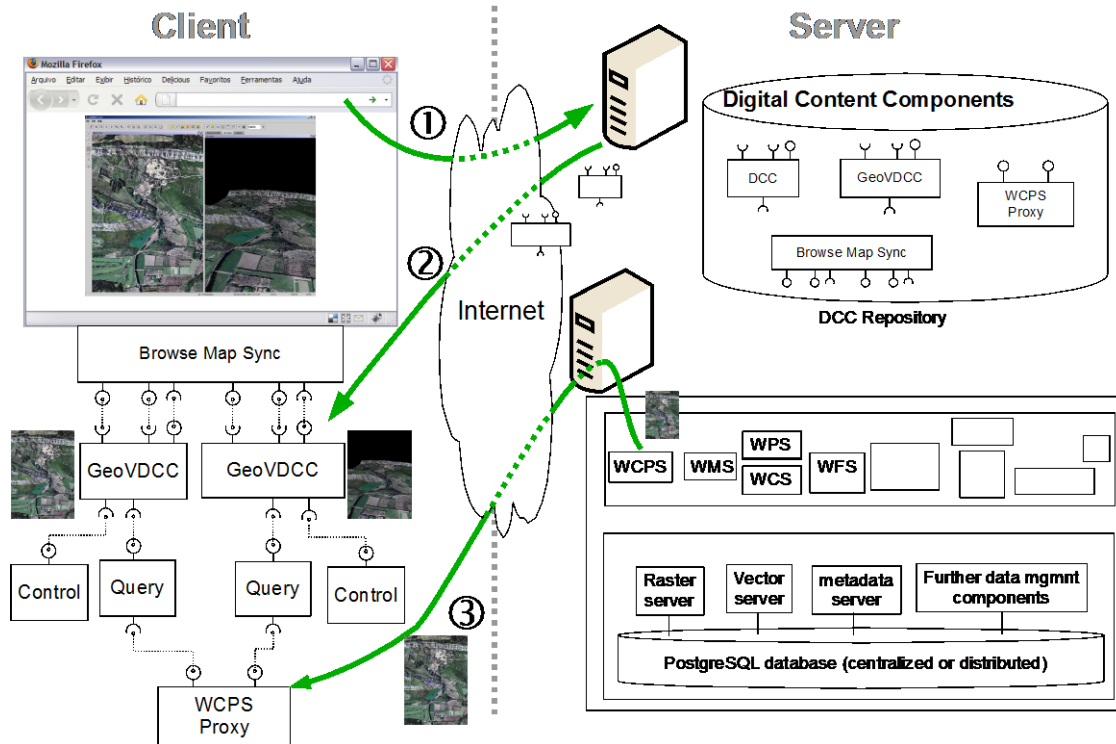 Client
Server
Mozilla Firefox
Arquivo Editar Exibir Histórico Delicious Favoritos Ferramentas Ajuda
①
Digital Content Components
DCC
GeoVDCC
WCPS
Proxy
Browse Map Sync
DCC Repository
②
Internet
Browse Map Sync
GeoVDCC
GeoVDCC
Control
Query
Query
Control
③
WCPS
Proxy
WCPS
WMS
WPS
WCS
WFS
Raster
server
Vector
server
metadata
server
Further data mgmnt
components
PostgreSQL database (centralized or distributed)